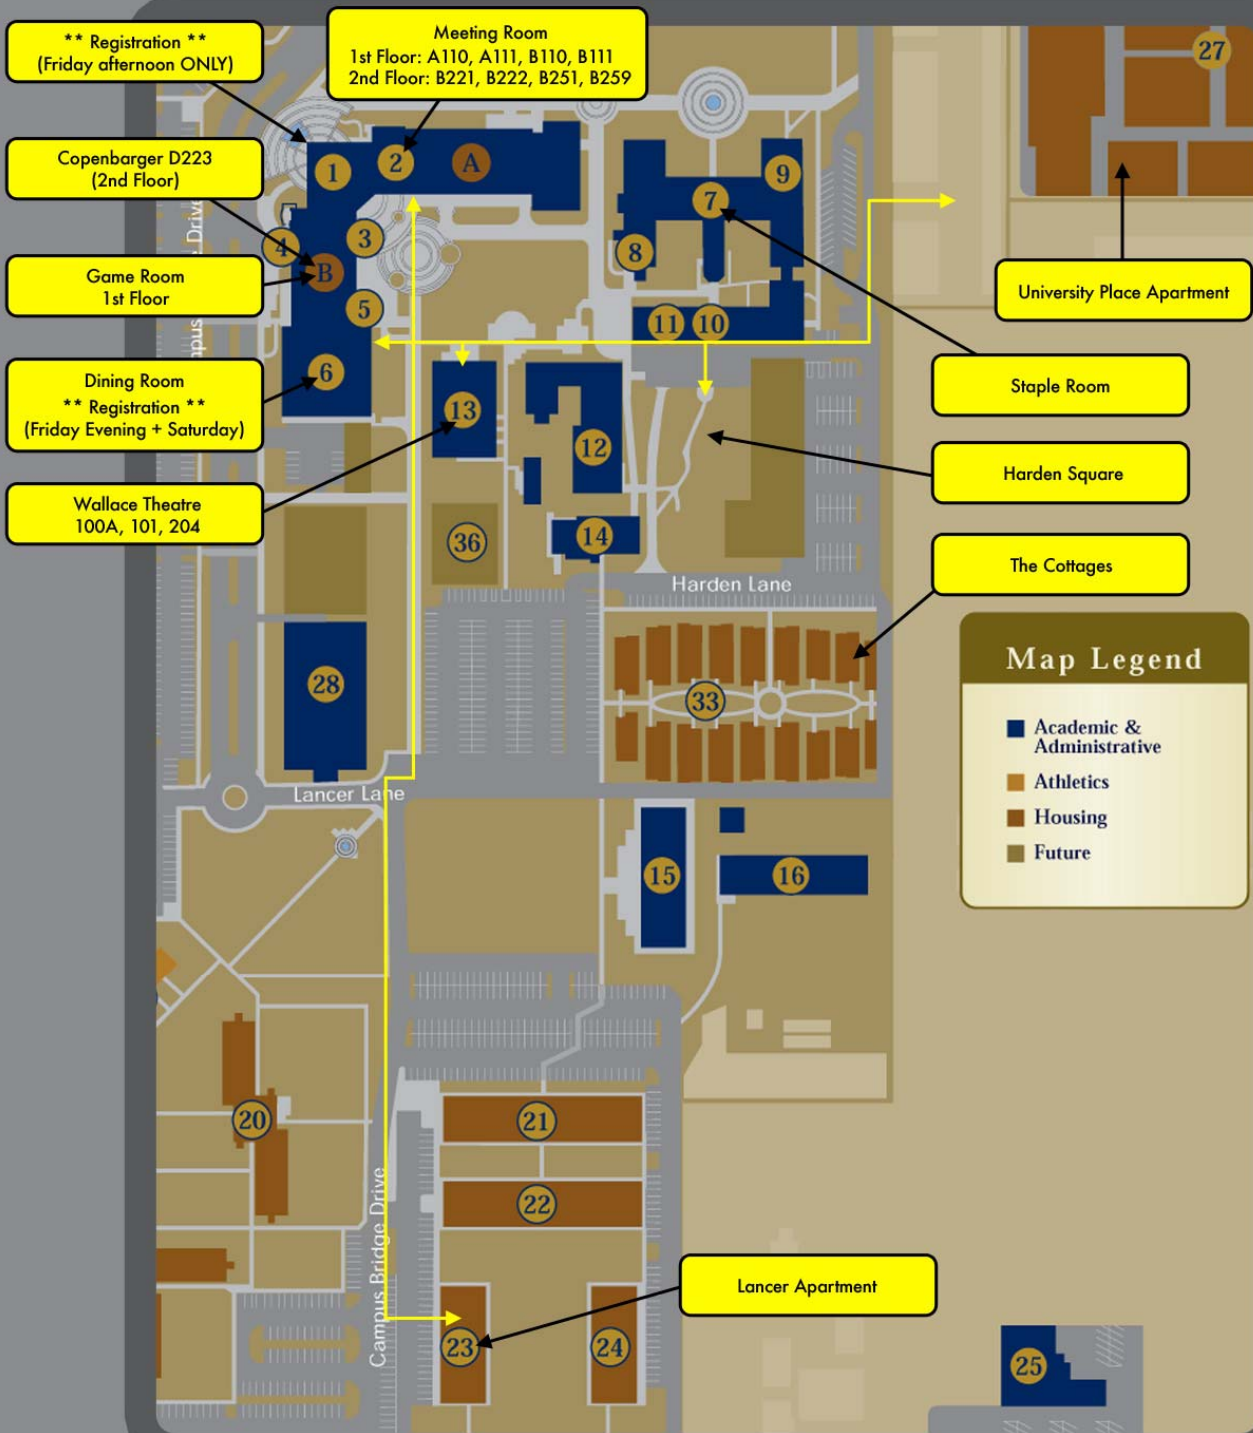 ** Registration **
(Friday afternoon ONLY)
Meeting Room
1st Floor: A110, A111, B110, B111
2nd Floor: B221, B222, B251, B259
27
Copenbarger D223
(2nd Floor)
1
2
A
9
7
Drive
4
3
8
Game Room
1st Floor
B
5
University Place Apartment
11
10
Dining Room
** Registration **
(Friday Evening + Saturday)
6
Staple Room
13
12
Harden Square
Wallace Theatre
100A, 101, 204
36
14
The Cottages
Harden Lane
Map Legend
Academic &
Administrative
Athletics
Housing
Future
28
33
Lancer Lane
15
16
20
21
22
Campus Bridge Drive
Lancer Apartment
23
24
25